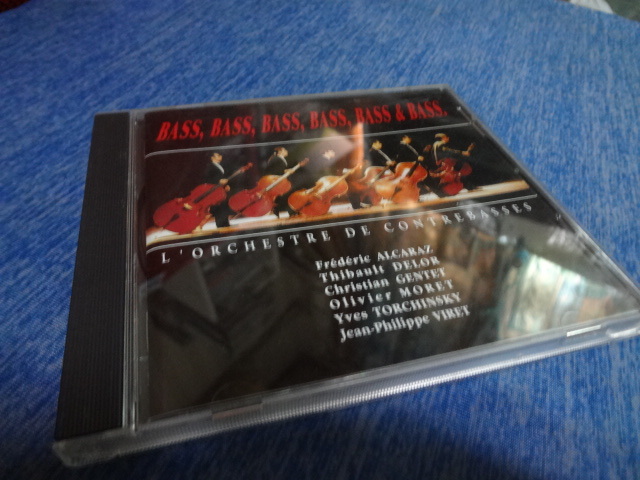 BASS, BASS, BASS, BASS, BASS & BASS.
L'ORCHESTRE DE CONTREBASSES
Frédéric ALCARAZ
Thibault DELOR
Christian GENTET
Olivier MORET
Yves TORCHINSKY
Jean-Philippe VIRET